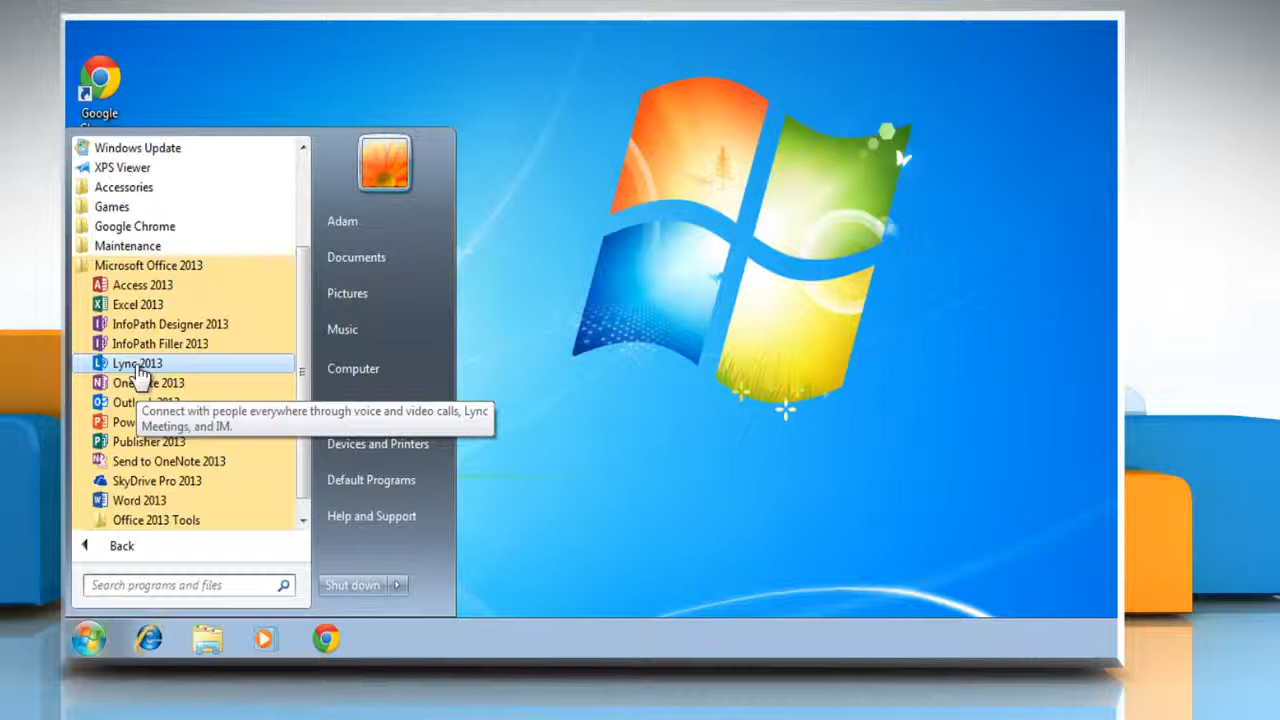 Google
Windows Update
XPS Viewer
Accessories
Games
Google Chrome
Maintenance
Microsoft Office 2013
Access 2013
Excel 2013
InfoPath Designer 2013
InfoPath Filler 2013
Lync 2013
2013
Publisher 2013
Send to OneNote 2013
SkyDrive Pro 2013
Word 2013
Office 2013 Tools
Back
Search programs and files
Connect with people everywhere through voice and video calls, Lync
Meetings, and IM.
Adam
Documents
Pictures
Music
Computer
Devices and Printers
Default Programs
Help and Support
Shut down